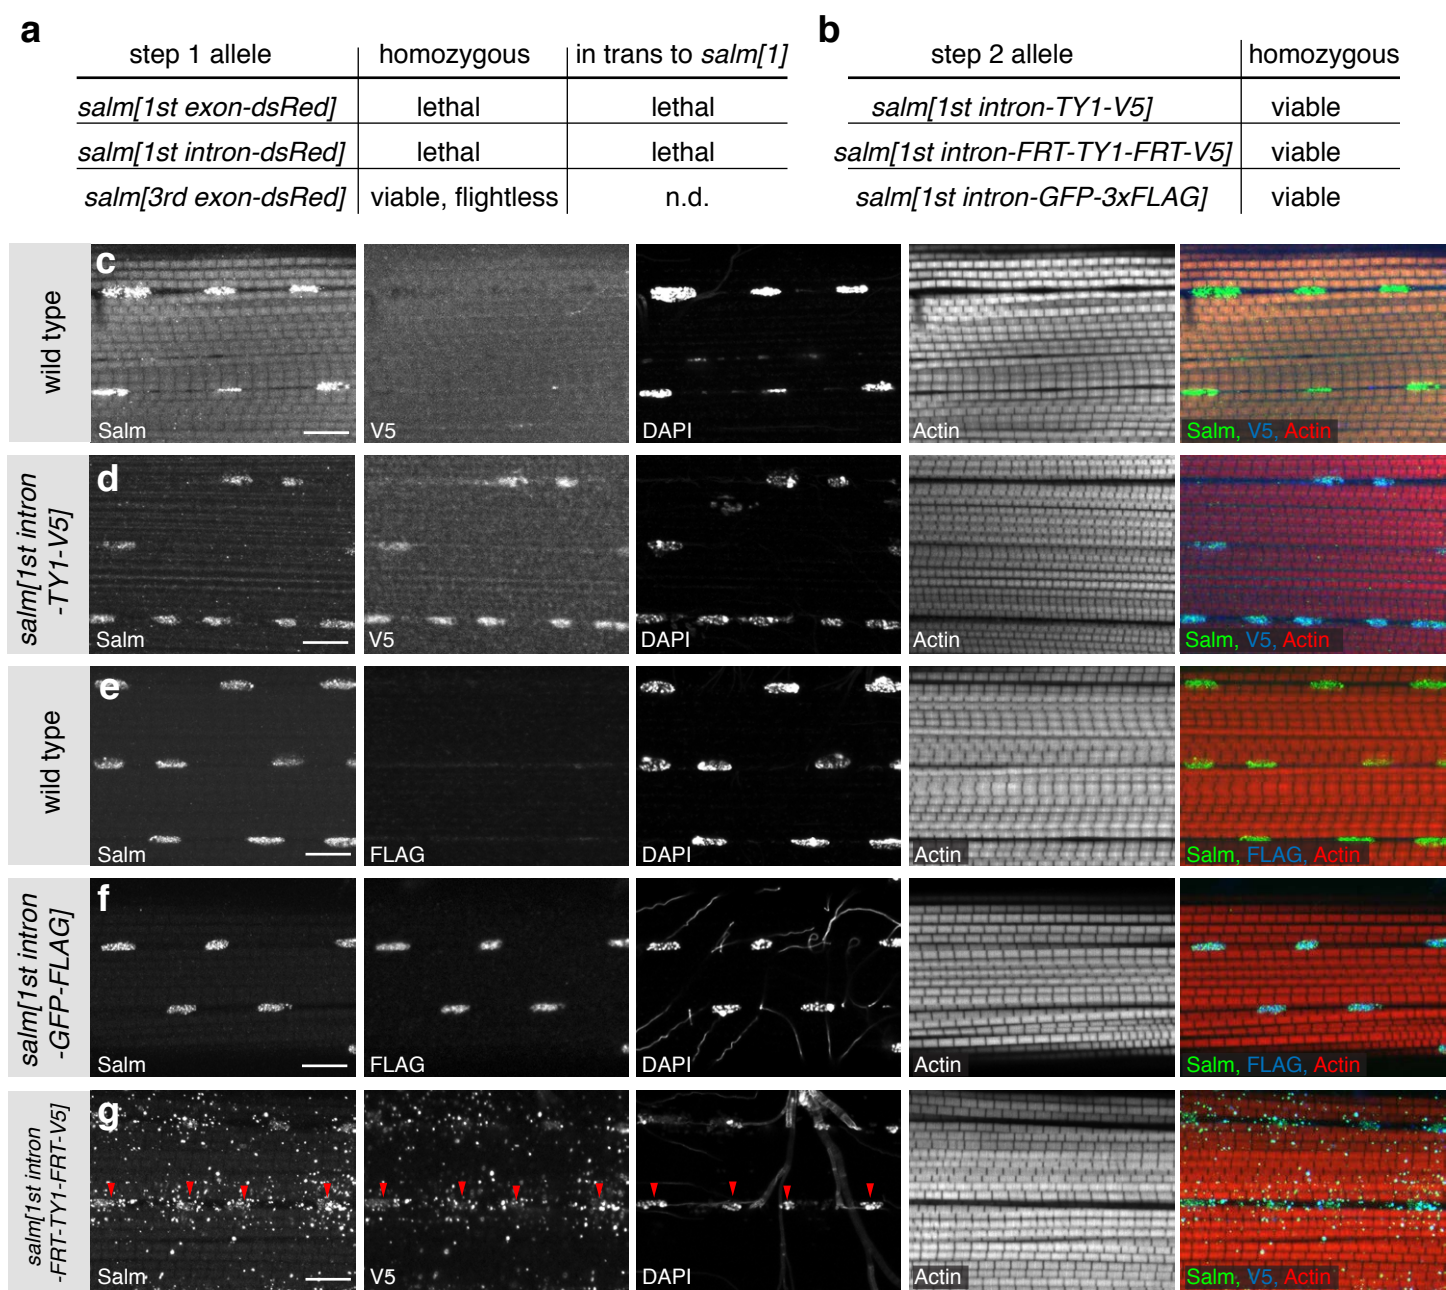 a
step 1 allele homozygous in trans to salm[1]
salm[1st exon-dsRed] lethal lethal
salm[1st intron-dsRed] lethal lethal
salm[3rd exon-dsRed] viable, flightless n.d.
b
step 2 allele homozygous
salm[1st intron-TY1-V5] viable
salm[1st intron-FRT-TY1-FRT-V5] viable
salm[1st intron-GFP-3xFLAG] viable
wild type
c
Salm V5 DAPI Actin Salm, V5, Actin
salm[1st intron
-TY1-V5]
d
Salm V5 DAPI Actin Salm, V5, Actin
wild type
e
Salm FLAG DAPI Actin Salm, FLAG, Actin
salm[1st intron
-GFP-FLAG]
f
Salm FLAG DAPI Actin Salm, FLAG, Actin
salm[1st intron
-FRT-TY1-FRT-V5]
g
Salm V5 DAPI Actin Salm, V5, Actin